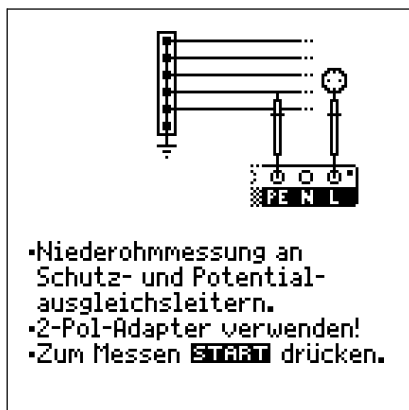 PE N L
▪Niederohmmessung an
Schutz- und Potential-
ausgleichsleitern.
▪2-Pol-Adapter verwenden!
▪Zum Messen START drücken.